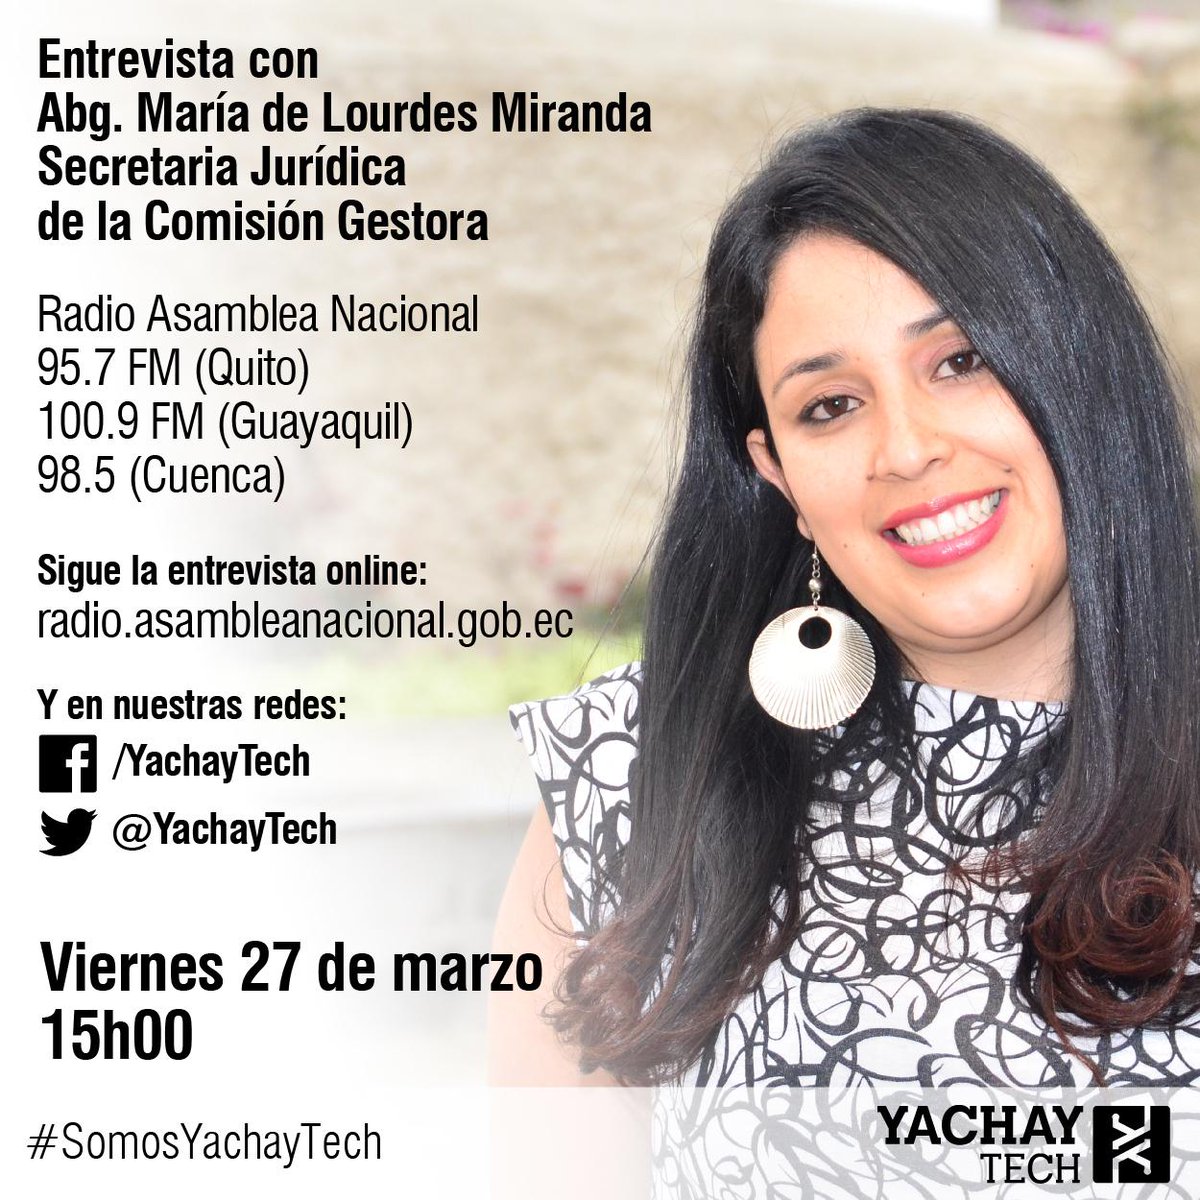 Entrevista con
Abg. María de Lourdes Miranda
Secretaria Jurídica
de la Comisión Gestora
Radio Asamblea Nacional
95.7 FM (Quito)
100.9 FM (Guayaquil)
98.5 (Cuenca)
Sigue la entrevista online:
radio.asambleanacional.gob.ec
Y en nuestras redes:
/YachayTech
@YachayTech
Viernes 27 de marzo
15h00
#SomosYachayTech
YACHAY
TECH